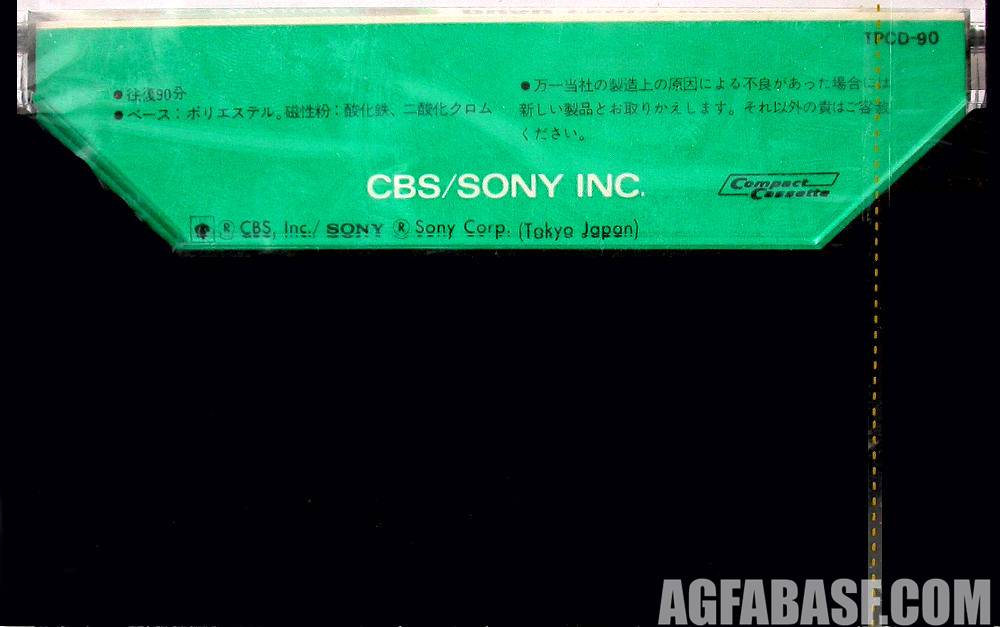 TPCD-90
●往復90分
●ベース:ポリエステル。磁性粉:酸化鉄、二酸化クロム
●万一当社の製造上の原因による不良があった場合には
新しい製品とお取りかえします。それ以外の責はご容赦
ください。
CBS/SONY INC.
Compact
Cassette
Ⓡ CBS, Inc./ SONY Ⓡ Sony Corp. (Tokyo Japan)
AGFABASE.COM